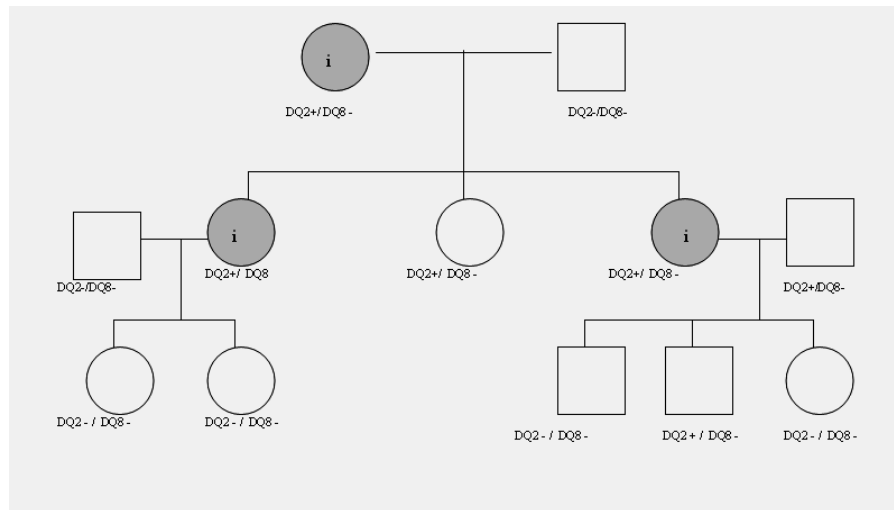 i
DQ2+/DQ8 -
DQ2-/DQ8-
i
i
DQ2-/DQ8-
DQ2+/ DQ8
DQ2+/ DQ8 -
DQ2+/ DQ8 -
DQ2+/DQ8-
DQ2 - / DQ8 -
DQ2 - / DQ8 -
DQ2 - / DQ8 -
DQ2 + / DQ8 -
DQ2 - / DQ8 -